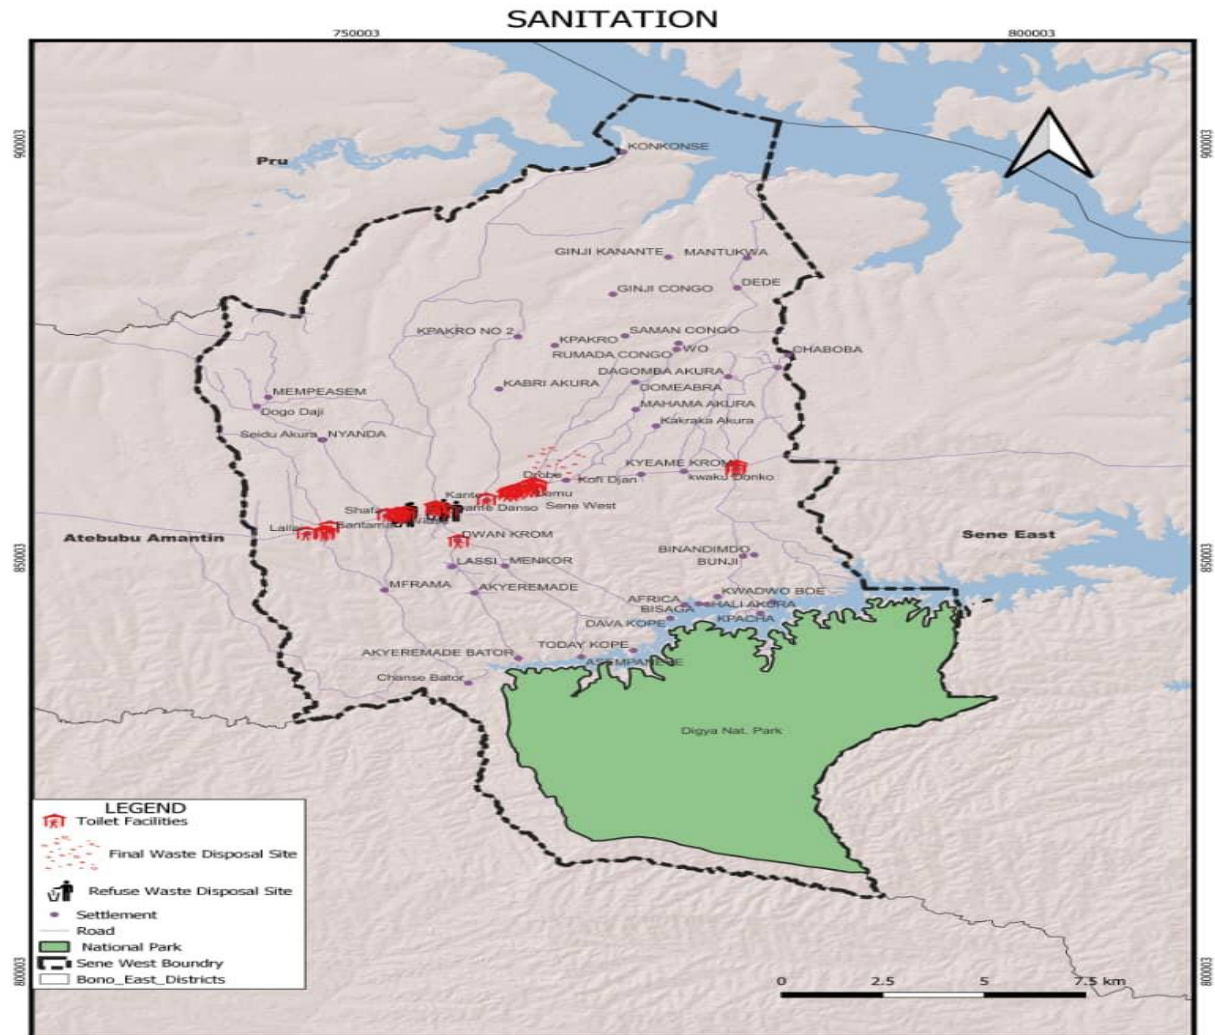 SANITATION
750003
800003
900003
900003
KONKONSE
Pru
GINJI KANANTE
MANTUKWA
GINJI CONGO
DEDE
KPAKRO NO 2
SAMAN CONGO
KPAKRO
RUMADA CONGO
WO
CHABOBA
DAGOMBA AKURA
KABRI AKURA
DOMEABRA
MEMPEASEM
Dogo Daji
MAHAMA AKURA
Kakraka Akura
Seidu Akura
NYANDA
KYEAME KROM
Drobe
Kofi Djan
kwaku Donko
Sene West
Danso
Bantama
Atebubu Amantin
DWAN KROM
Sene East
850003
850003
BINANDIMDO
BUNJI
LASSI
MENKOR
MFRAMA
AKYEREMADE
KWADWO BOE
AFRICA
HALI AKURA
BISAGA
KPACHA
DAVA KOPE
TODAY KOPE
AKYEREMADE BATOR
Chanse Bator
Digya Nat. Park
LEGEND
Toilet Facilities
Final Waste Disposal Site
Refuse Waste Disposal Site
Settlement
Road
National Park
Sene West Boundry
Bono_East_Districts
800003
800003
0 2.5 5 7.5 km